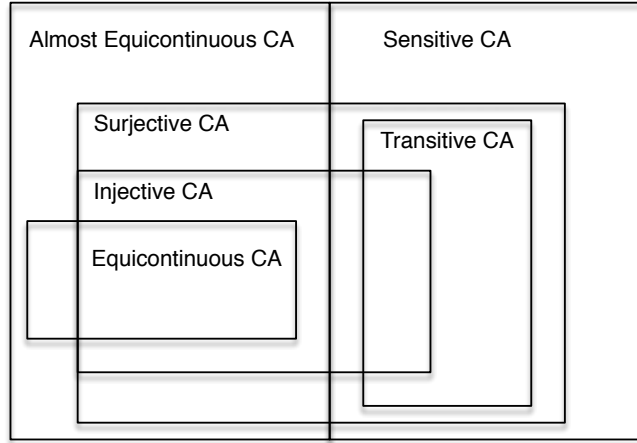 Almost Equicontinuous CA
Sensitive CA
Surjective CA
Transitive CA
Injective CA
Equicontinuous CA